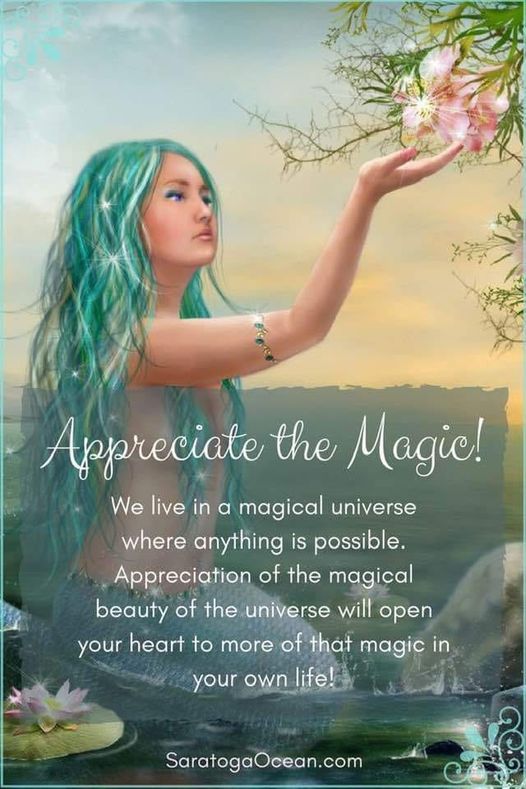 Appreciate the Magic!
We live in a magical universe
where anything is possible.
Appreciation of the magical
beauty of the universe will open
your heart to more of that magic in
your own life!
SaratogaOcean.com